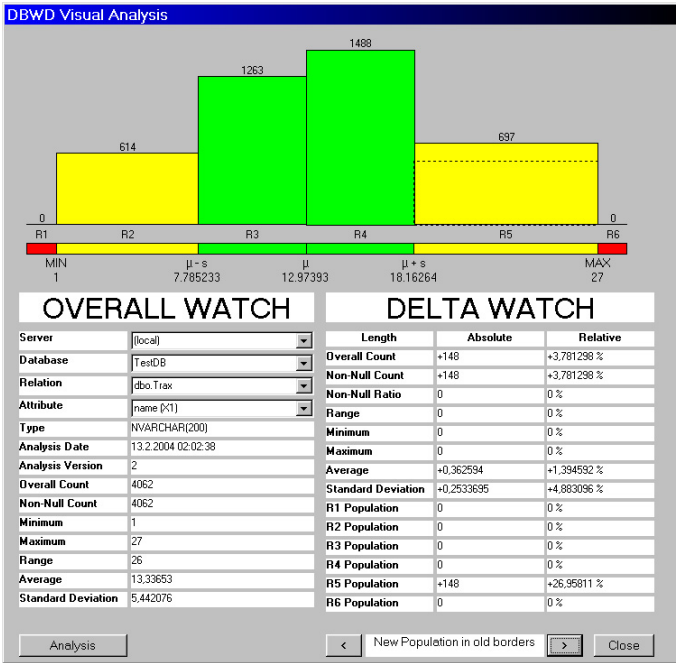 DBWD Visual Analysis
1488
1263
697
614
0 0
R1 R2 R3 R4 R5 R6
MIN µ - s µ µ + s MAX
1 7.785233 12.97393 18.16264 27
OVERALL WATCH
Server (local)
Database TestDB
Relation dbo.Trax
Attribute name (X1)
Type NVARCHAR(200)
Analysis Date 13.2.2004 02:02:38
Analysis Version 2
Overall Count 4062
Non-Null Count 4062
Minimum 1
Maximum 27
Range 26
Average 13,33653
Standard Deviation 5,442076
DELTA WATCH
Length Absolute Relative
Overall Count +148 +3,781298 %
Non-Null Count +148 +3,781298 %
Non-Null Ratio 0 0 %
Range 0 0 %
Minimum 0 0 %
Maximum 0 0 %
Average +0,362594 +1,394592 %
Standard Deviation +0,2533695 +4,883096 %
R1 Population 0 0 %
R2 Population 0 0 %
R3 Population 0 0 %
R4 Population 0 0 %
R5 Population +148 +26,95811 %
R6 Population 0 0 %
Analysis < New Population in old borders > Close